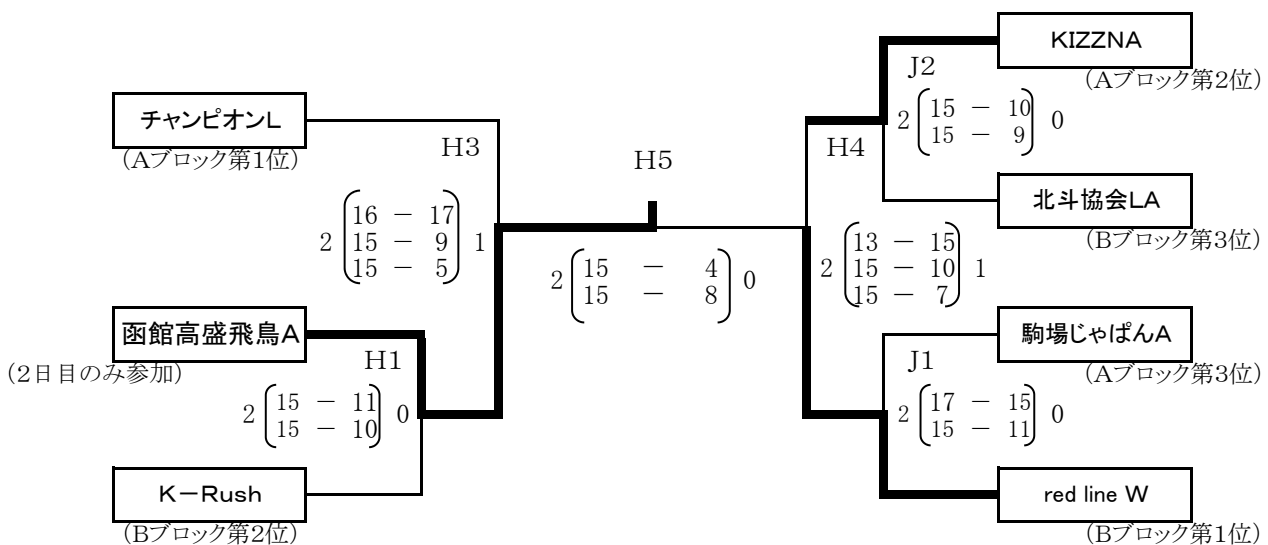 KIZZNA
(Aブロック第2位)
J2
2 15 － 10 0
15 － 9
チャンピオンL
(Aブロック第1位)
H3
H5
H4
北斗協会LA
(Bブロック第3位)
16 － 17
2 15 － 9 1
15 － 5
13 － 15
2 15 － 10 1
15 － 7
2 15 － 4 0
15 － 8
函館高盛飛鳥A
(2日目のみ参加)
H1
2 15 － 11 0
15 － 10
駒場じゃぱんA
(Aブロック第3位)
J1
2 17 － 15 0
15 － 11
K－Rush
(Bブロック第2位)
red line W
(Bブロック第1位)